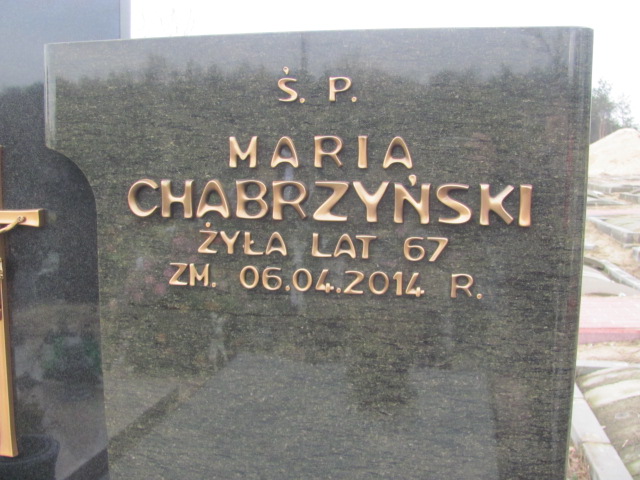 Ś. P.
MARIA
CHABRZYŃSKI
ŻYŁA LAT 67
ZM. 06.04.2014 R.